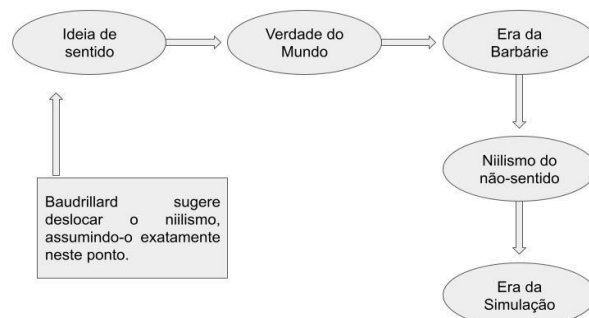 Ideia de
sentido
Verdade do
Mundo
Era da
Barbárie
Niilismo do
não-sentido
Baudrillard sugere
deslocar o niilismo,
assumindo-o exatamente
neste ponto.
Era da
Simulação